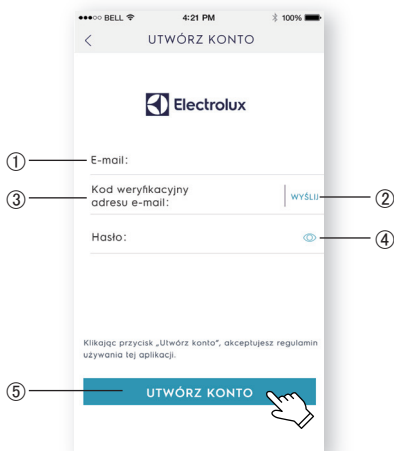 ●●●○○ BELL 4:21 PM 100%
< UTWÓRZ KONTO
Electrolux
① E-mail:
③ Kod weryfikacyjny
adresu e-mail: WYŚLIJ ②
Hasło: ④
Klikając przycisk „Utwórz konto”, akceptujesz regulamin
używania tej aplikacji.
⑤ UTWÓRZ KONTO